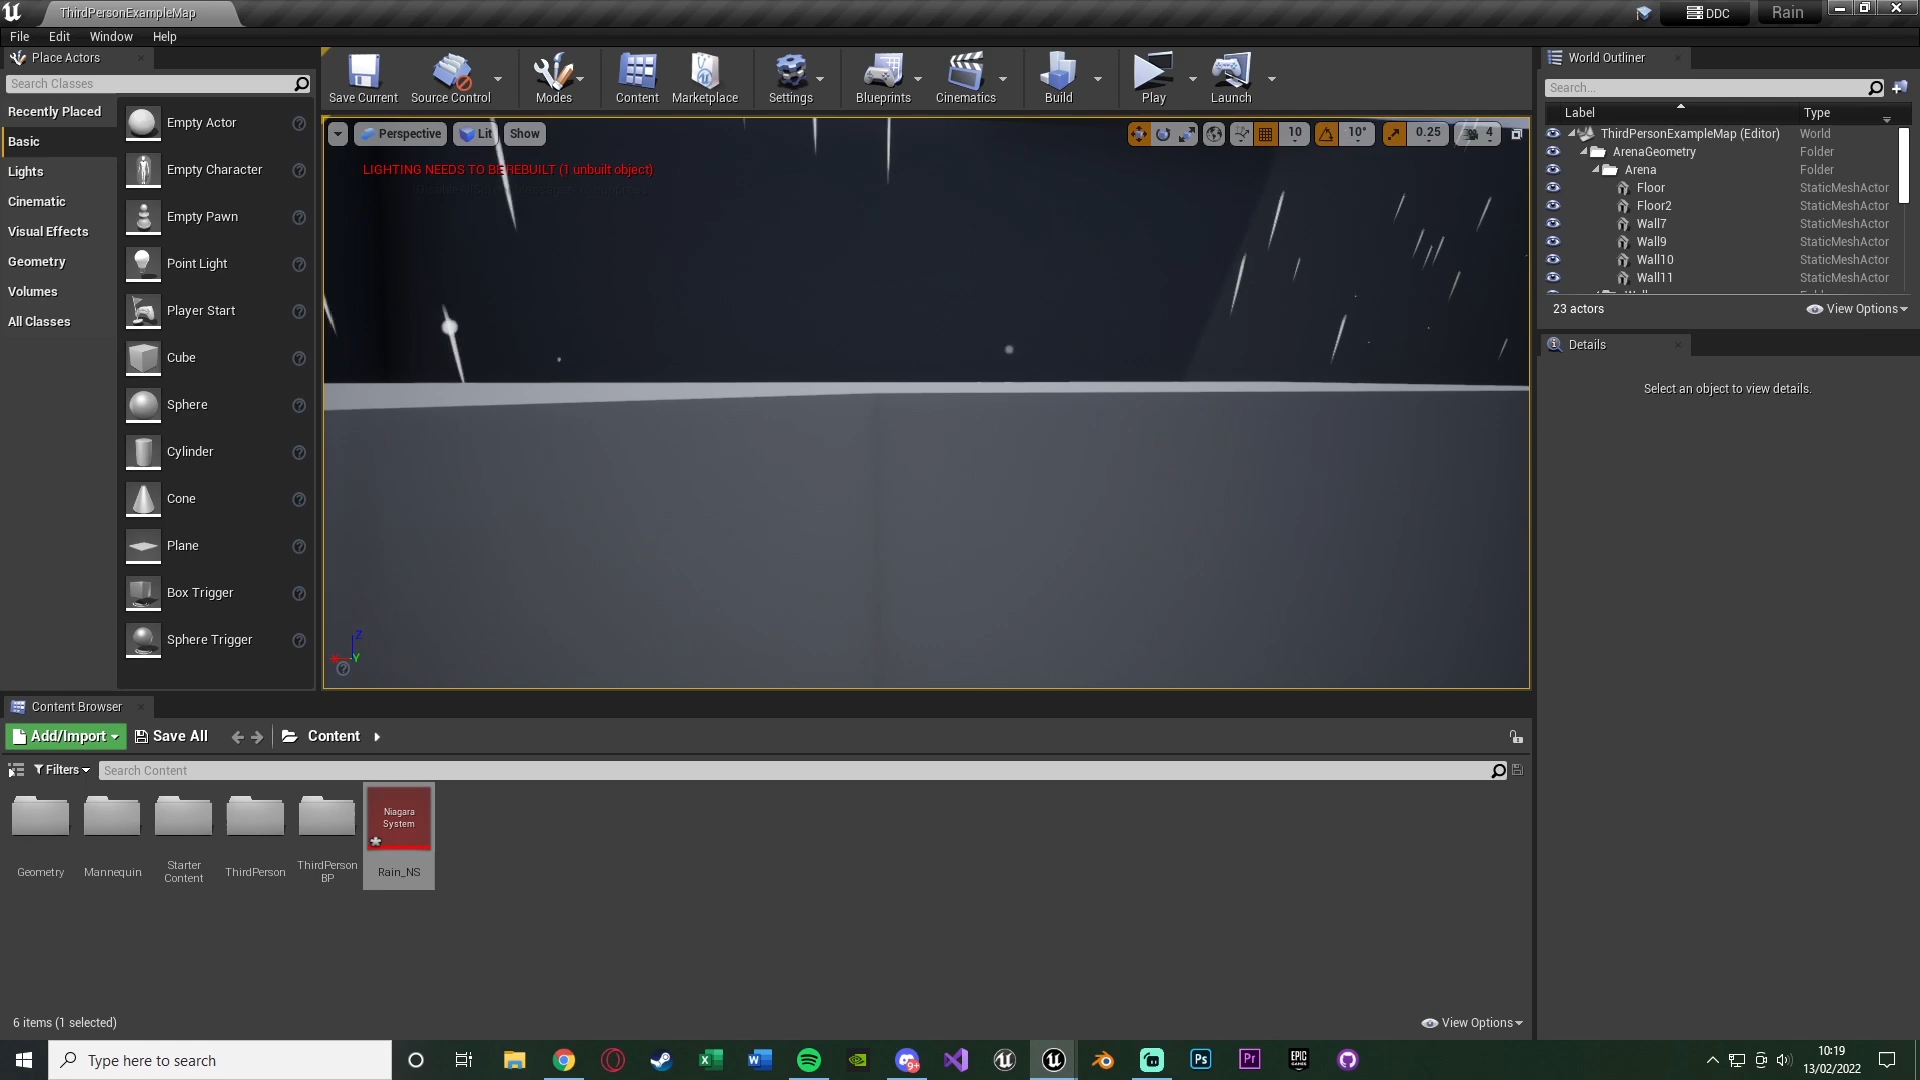 ThirdPersonExampleMap
DDC
Rain
File Edit Window Help
Place Actors
Search Classes
Recently Placed
Basic
Lights
Cinematic
Visual Effects
Geometry
Volumes
All Classes
Empty Actor
Empty Character
Empty Pawn
Point Light
Player Start
Cube
Sphere
Cylinder
Cone
Plane
Box Trigger
Sphere Trigger
Save Current
Source Control
Modes
Content
Marketplace
Settings
Blueprints
Cinematics
Build
Play
Launch
Perspective Lit Show
10 10° 0.25 4
LIGHTING NEEDS TO BE REBUILT (1 unbuilt object)
Z
X Y
World Outliner
Search...
Label Type
ThirdPersonExampleMap (Editor) World
ArenaGeometry Folder
Arena Folder
Floor StaticMeshActor
Floor2 StaticMeshActor
Wall7 StaticMeshActor
Wall9 StaticMeshActor
Wall10 StaticMeshActor
Wall11 StaticMeshActor
23 actors
View Options
Details
Select an object to view details.
Content Browser
Add/Import Save All Content
Filters Search Content
Niagara
System
Geometry
Mannequin
Starter
Content
ThirdPerson
ThirdPerson
BP
Rain_NS
6 items (1 selected)
View Options
Type here to search
9+
Ps
Pr
EPIC
GAMES
10:19
13/02/2022